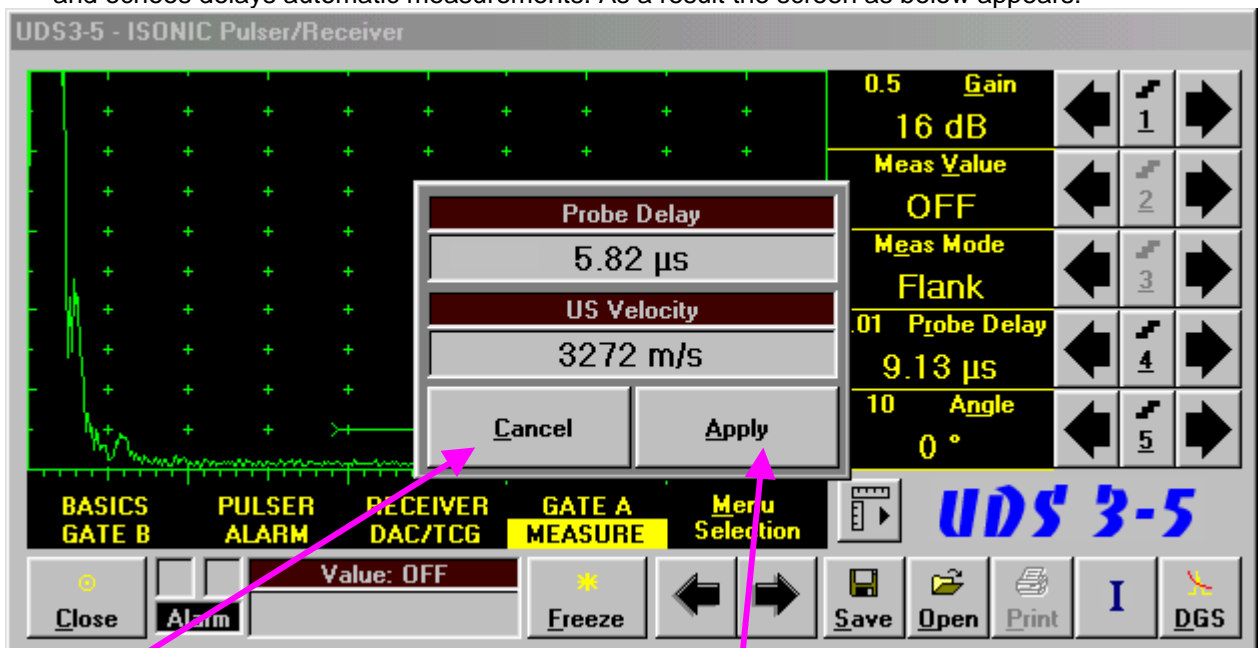 and echoes delays automatic measurements. As a result the screen as below appears:
UDS3-5 - ISONIC Pulser/Receiver
0.5 Gain
16 dB
1
Meas Value
OFF
2
Meas Mode
Flank
3
.01 Probe Delay
9.13 µs
4
10 Angle
0 °
5
Probe Delay
5.82 µs
US Velocity
3272 m/s
Cancel Apply
BASICS PULSER RECEIVER GATE A Menu
GATE B ALARM DAC/TCG MEASURE Selection
UDS 3-5
Close
Alarm
Value: OFF
Freeze
Save
Open
Print
I
DGS